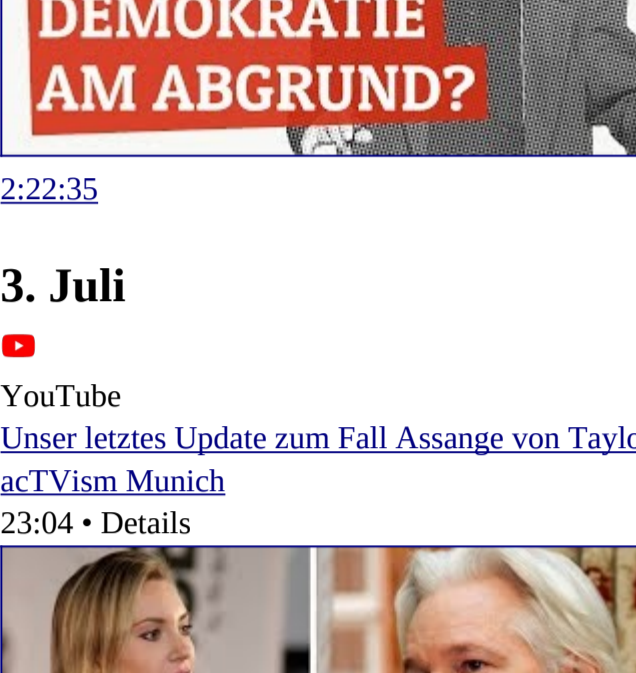 DEMOKRATIE
AM ABGRUND?
2:22:35
3. Juli
YouTube
Unser letztes Update zum Fall Assange von
acTVism Munich
23:04 • Details